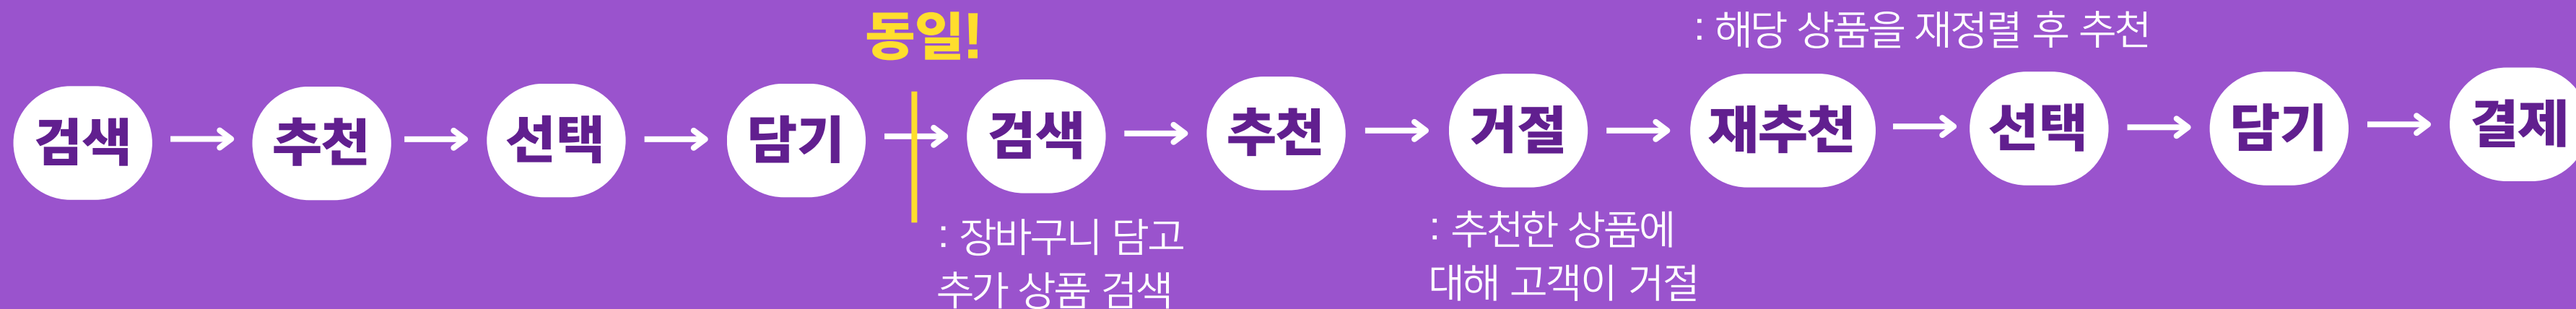 동일!
: 해당 상품을 재정렬 후 추천
검색 → 추천 → 선택 → 담기 → 검색 → 추천 → 거절 → 재추천 → 선택 → 담기 → 결제
: 장바구니 담고
추가 상품 검색
: 추천한 상품에
대해 고객이 거절